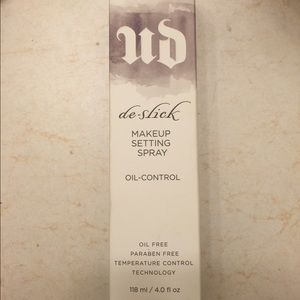 ud
de·slick
MAKEUP
SETTING
SPRAY
OIL-CONTROL
OIL FREE
PARABEN FREE
TEMPERATURE CONTROL
TECHNOLOGY
118 ml / 4.0 fl oz